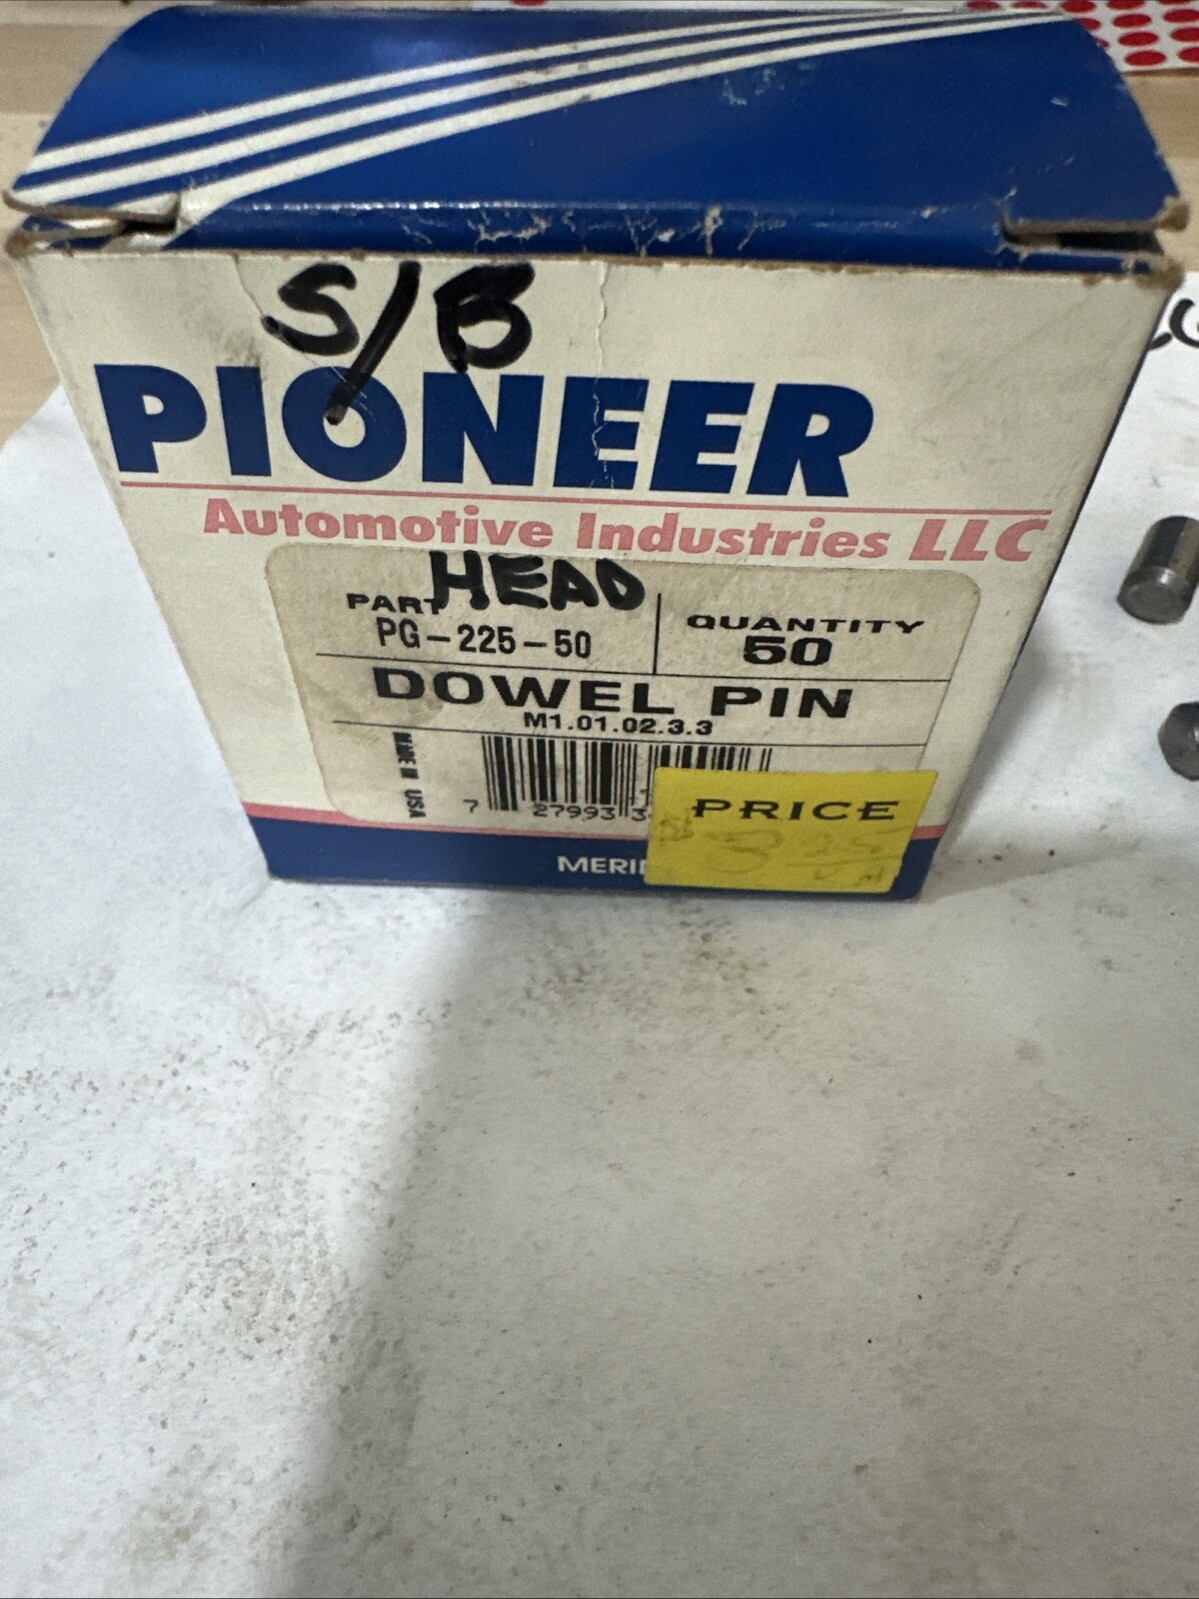 S/B
PIONEER
Automotive Industries LLC
HEAD
PART
PG-225-50
QUANTITY
50
DOWEL PIN
M1.01.02.3.3
MADE IN USA
7 27993 3
PRICE
MERI